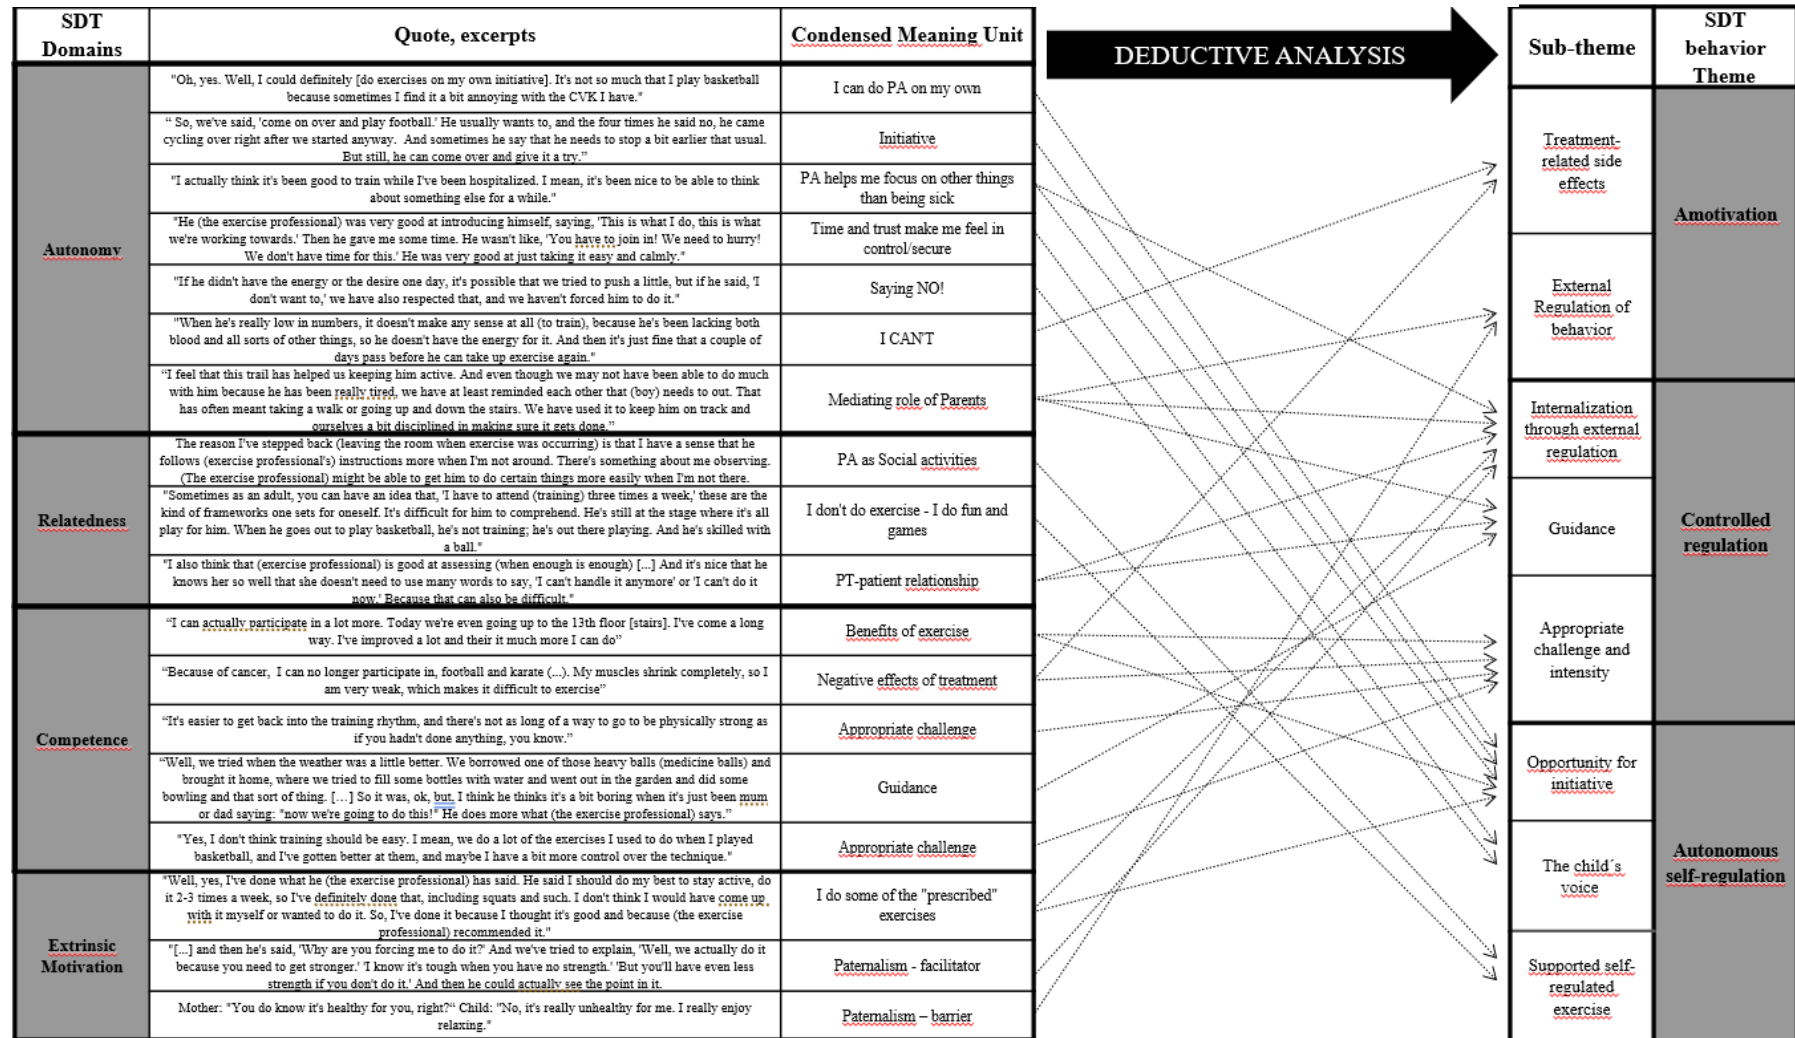 SDT
Domains
Quote, excerpts
Condensed Meaning Unit
DEDUCTIVE ANALYSIS
Sub-theme
SDT
behavior
Theme
Autonomy
"Oh, yes. Well, I could definitely [do exercises on my own initiative]. It's not so much that I play basketball
because sometimes I find it a bit annoying with the CVK I have."
I can do PA on my own
“ So, we've said, 'come on over and play football.' He usually wants to, and the four times he said no, he came
cycling over right after we started anyway.  And sometimes he say that he needs to stop a bit earlier that usual.
But still, he can come over and give it a try.”
Initiative
"I actually think it's been good to train while I've been hospitalized. I mean, it's been nice to be able to think
about something else for a while."
PA helps me focus on other things
than being sick
"He (the exercise professional) was very good at introducing himself, saying, 'This is what I do, this is what
we're working towards.' Then he gave me some time. He wasn't like, 'You have to join in! We need to hurry!
We don't have time for this.' He was very good at just taking it easy and calmly."
Time and trust make me feel in
control/secure
"If he didn't have the energy or the desire one day, it's possible that we tried to push a little, but if he said, 'I
don't want to,' we have also respected that, and we haven't forced him to do it."
Saying NO!
"When he's really low in numbers, it doesn't make any sense at all (to train), because he's been lacking both
blood and all sorts of other things, so he doesn't have the energy for it. And then it's just fine that a couple of
days pass before he can take up exercise again."
I CAN'T
“I feel that this trail has helped us keeping him active. And even though we may not have been able to do much
with him because he has been really tired, we have at least reminded each other that (boy) needs to out. That
has often meant taking a walk or going up and down the stairs. We have used it to keep him on track and
ourselves a bit disciplined in making sure it gets done.”
Mediating role of Parents
Relatedness
The reason I've stepped back (leaving the room when exercise was occurring) is that I have a sense that he
follows (exercise professional's) instructions more when I'm not around. There's something about me observing.
(The exercise professional) might be able to get him to do certain things more easily when I'm not there.
PA as Social activities
"Sometimes as an adult, you can have an idea that, 'I have to attend (training) three times a week,' these are the
kind of frameworks one sets for oneself. It's difficult for him to comprehend. He's still at the stage where it's all
play for him. When he goes out to play basketball, he's not training; he's out there playing. And he's skilled with
a ball."
I don't do exercise - I do fun and
games
"I also think that (exercise professional) is good at assessing (when enough is enough) [...] And it's nice that he
knows her so well that she doesn't need to use many words to say, 'I can't handle it anymore' or 'I can't do it
now.' Because that can also be difficult."
PT-patient relationship
Competence
“I can actually participate in a lot more. Today we're even going up to the 13th floor [stairs]. I've come a long
way. I've improved a lot and their it much more I can do”
Benefits of exercise
“Because of cancer,  I can no longer participate in, football and karate (...). My muscles shrink completely, so I
am very weak, which makes it difficult to exercise”
Negative effects of treatment
“It's easier to get back into the training rhythm, and there's not as long of a way to go to be physically strong as
if you hadn't done anything, you know.”
Appropriate challenge
“Well, we tried when the weather was a little better. We borrowed one of those heavy balls (medicine balls) and
brought it home, where we tried to fill some bottles with water and went out in the garden and did some
bowling and that sort of thing. […] So it was, ok, but, I think he thinks it's a bit boring when it's just been mum
or dad saying: "now we're going to do this!" He does more what (the exercise professional) says.”
Guidance
"Yes, I don't think training should be easy. I mean, we do a lot of the exercises I used to do when I played
basketball, and I've gotten better at them, and maybe I have a bit more control over the technique."
Appropriate challenge
Extrinsic
Motivation
"Well, yes, I've done what he (the exercise professional) has said. He said I should do my best to stay active, do
it 2-3 times a week, so I've definitely done that, including squats and such. I don't think I would have come up
with it myself or wanted to do it. So, I've done it because I thought it's good and because (the exercise
professional) recommended it."
I do some of the "prescribed"
exercises
"[...] and then he's said, 'Why are you forcing me to do it?' And we've tried to explain, 'Well, we actually do it
because you need to get stronger.' 'I know it's tough when you have no strength.' 'But you'll have even less
strength if you don't do it.' And then he could actually see the point in it.
Paternalism - facilitator
Mother: "You do know it's healthy for you, right?“ Child: "No, it's really unhealthy for me. I really enjoy
relaxing."
Paternalism – barrier
Treatment-
related side
effects
External
Regulation of
behavior
Amotivation
Internalization
through external
regulation
Guidance
Appropriate
challenge and
intensity
Controlled
regulation
Opportunity for
initiative
The child´s
voice
Supported self-
regulated
exercise
Autonomous
self-regulation